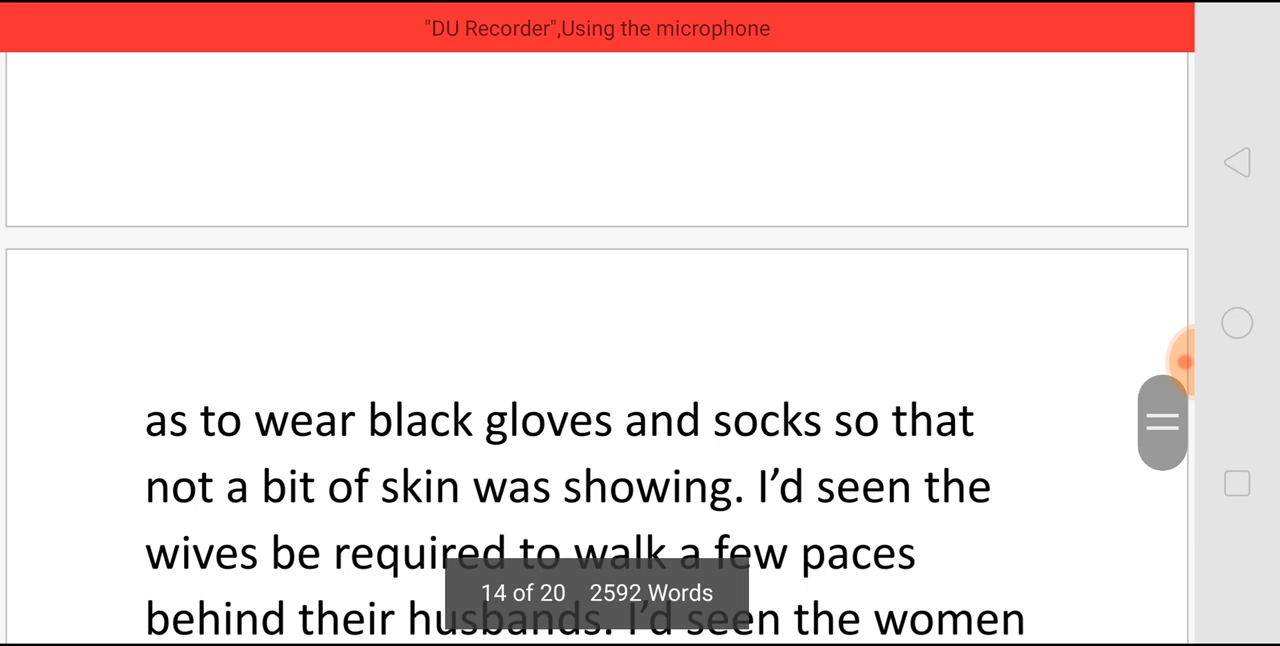 "DU Recorder",Using the microphone
as to wear black gloves and socks so that
not a bit of skin was showing. I’d seen the
wives be required to walk a few paces
14 of 20 2592 Words
behind their husbands. I’d seen the women